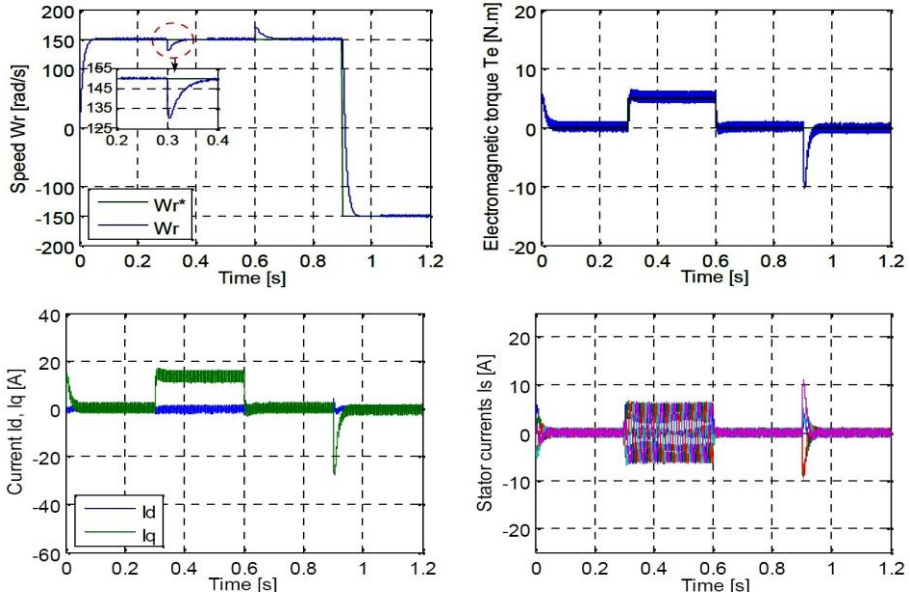 200
150
100
0
-100
-150
200
Speed Wr [rad/s]
165
145
135
125
0.2 0.3 0.4
Wr*
Wr
0 0.2 0.4 0.6 0.8 1 1.2
Time [s]
20
10
0
-10
20
Electromagnetic torque Te [N.m]
0 0.2 0.4 0.6 0.8 1 1.2
Time [s]
40
20
0
-20
-40
-60
Current Id, Iq [A]
Id
Iq
0 0.2 0.4 0.6 0.8 1 1.2
Time [s]
20
10
0
-10
-20
Stator currents Is [A]
0 0.2 0.4 0.6 0.8 1 1.2
Time [s]